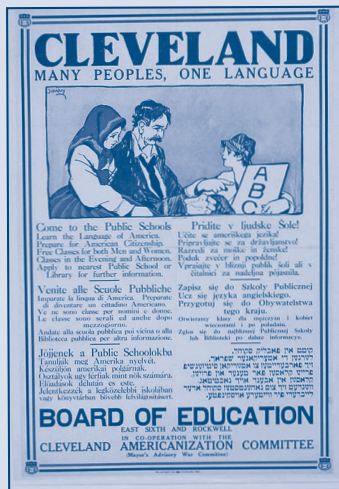 CLEVELAND
MANY PEOPLES, ONE LANGUAGE
A
B
C
Come to the Public Schools
Learn the Language of America.
Prepare for American Citizenship.
Free Classes for both Men and Women.
Classes in the Evening and Afternoon.
Apply to nearest Public School or
Library for further information.
Pridite v ljudske Šole!
Učite se ameriškega jezika!
Pripravljajte se za državljanstvo!
Razredi za moške in ženske!
Poduk zvečer in popoldne!
Vprašajte v bližnji publik šoli ali v
čitalnici za nadeljna pojasnila.
Venite alle Scuole Pubbliche
Imparate la lingua di America. Preparate
di diventare un cittadino Americano.
Ve ne sono classe per uomini e donne.
Le classe sono serali ed anche dopo
mezzogiorno.
Andate alla scuola pubblica piu vicina o alla
Biblioteca pubblica per altra informazione.
Zapisz się do Szkoły Publicznej
Ucz się języka angielskiego.
Przygotuj się do Obywatelstwa
tego kraju.
Otwieramy klasy dla mężczyzn i kobiet
wieczorami i po południu.
Zgłoś się do najbliższej Publicznej Szkoły
lub Biblioteki po dalsze informacye.
Jöjjenek a Public Schoolokba
Tanulják meg Amerika nyelvét.
Készüljön amerikai polgárnak.
Osztályok ugy férfiak mint nők számára.
Előadások délután és este.
Jelentkezzék a legközelebbi iskolában
vagy könyvtárban bővebb felvilágositásért.
BOARD OF EDUCATION
EAST SIXTH AND ROCKWELL
IN CO-OPERATION WITH THE
CLEVELAND AMERICANIZATION COMMITTEE
(Mayor's Advisory War Committee)